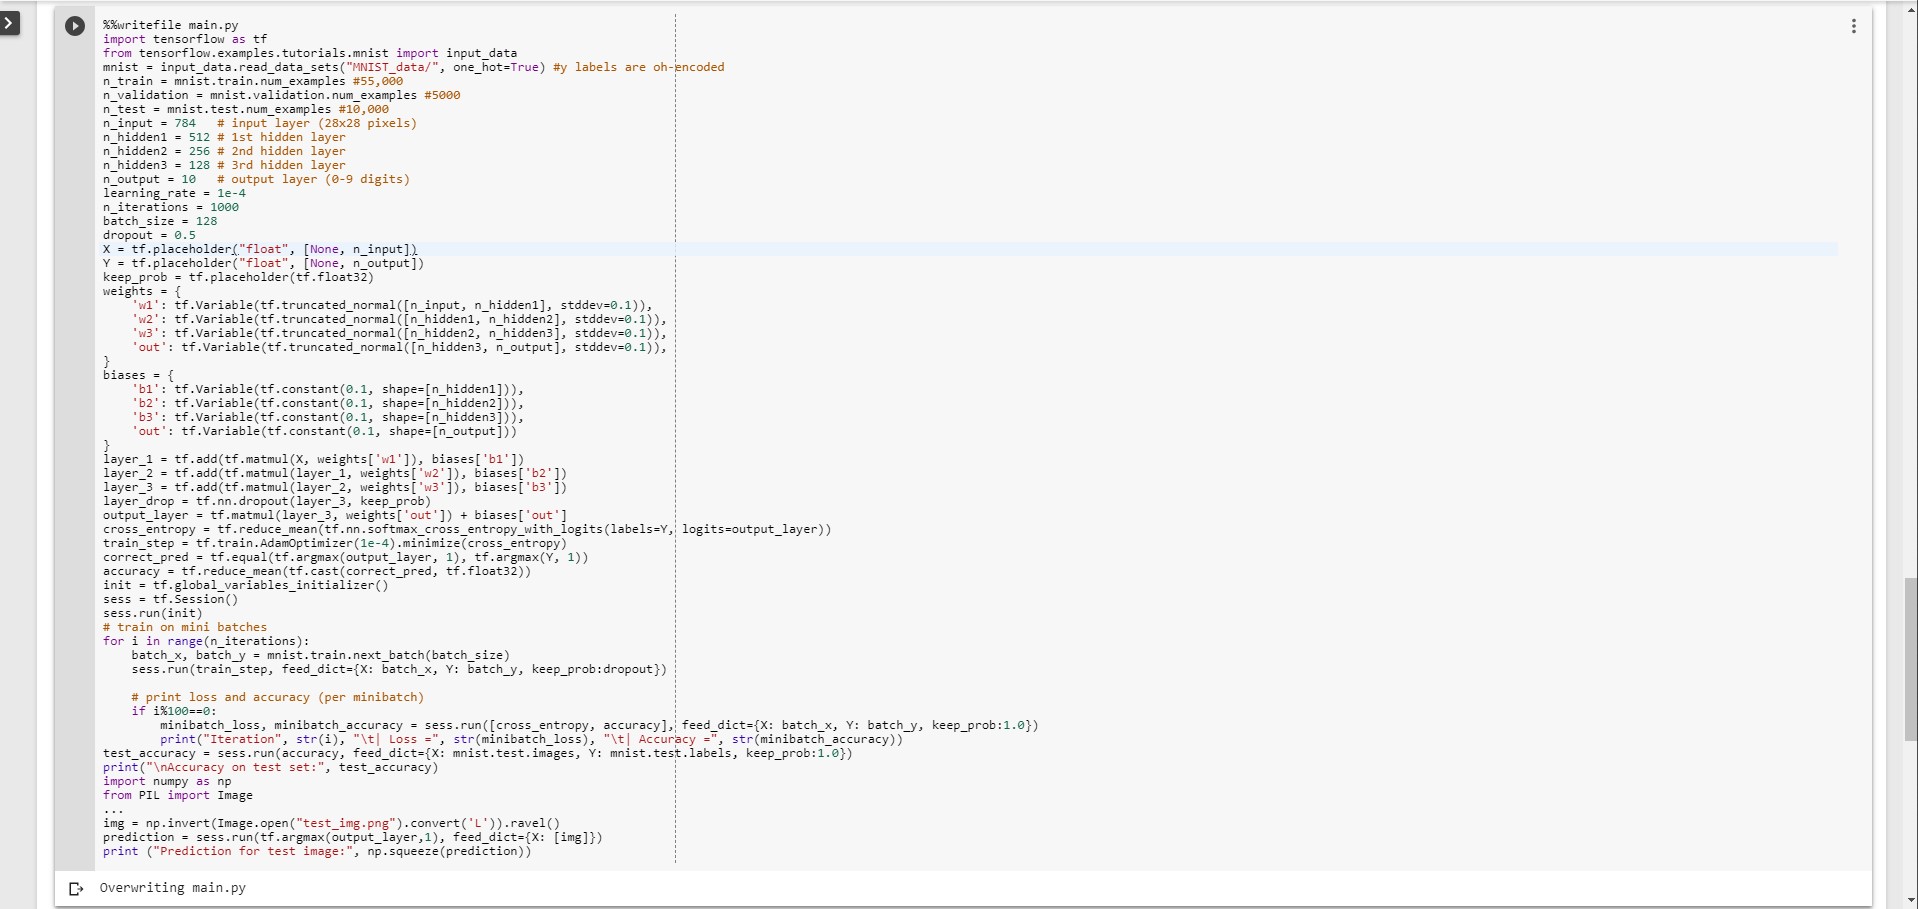 %%writefile main.py
import tensorflow as tf
from tensorflow.examples.tutorials.mnist import input_data
mnist = input_data.read_data_sets("MNIST_data/", one_hot=True) #y labels are oh-encoded
n_train = mnist.train.num_examples #55,000
n_validation = mnist.validation.num_examples #5000
n_test = mnist.test.num_examples #10,000
n_input = 784   # input layer (28x28 pixels)
n_hidden1 = 512 # 1st hidden layer
n_hidden2 = 256 # 2nd hidden layer
n_hidden3 = 128 # 3rd hidden layer
n_output = 10   # output layer (0-9 digits)
learning_rate = 1e-4
n_iterations = 1000
batch_size = 128
dropout = 0.5
X = tf.placeholder("float", [None, n_input])
Y = tf.placeholder("float", [None, n_output])
keep_prob = tf.placeholder(tf.float32)
weights = {
    'w1': tf.Variable(tf.truncated_normal([n_input, n_hidden1], stddev=0.1)),
    'w2': tf.Variable(tf.truncated_normal([n_hidden1, n_hidden2], stddev=0.1)),
    'w3': tf.Variable(tf.truncated_normal([n_hidden2, n_hidden3], stddev=0.1)),
    'out': tf.Variable(tf.truncated_normal([n_hidden3, n_output], stddev=0.1)),
}
biases = {
    'b1': tf.Variable(tf.constant(0.1, shape=[n_hidden1])),
    'b2': tf.Variable(tf.constant(0.1, shape=[n_hidden2])),
    'b3': tf.Variable(tf.constant(0.1, shape=[n_hidden3])),
    'out': tf.Variable(tf.constant(0.1, shape=[n_output]))
}
layer_1 = tf.add(tf.matmul(X, weights['w1']), biases['b1'])
layer_2 = tf.add(tf.matmul(layer_1, weights['w2']), biases['b2'])
layer_3 = tf.add(tf.matmul(layer_2, weights['w3']), biases['b3'])
layer_drop = tf.nn.dropout(layer_3, keep_prob)
output_layer = tf.matmul(layer_3, weights['out']) + biases['out']
cross_entropy = tf.reduce_mean(tf.nn.softmax_cross_entropy_with_logits(labels=Y, logits=output_layer))
train_step = tf.train.AdamOptimizer(1e-4).minimize(cross_entropy)
correct_pred = tf.equal(tf.argmax(output_layer, 1), tf.argmax(Y, 1))
accuracy = tf.reduce_mean(tf.cast(correct_pred, tf.float32))
init = tf.global_variables_initializer()
sess = tf.Session()
sess.run(init)
# train on mini batches
for i in range(n_iterations):
    batch_x, batch_y = mnist.train.next_batch(batch_size)
    sess.run(train_step, feed_dict={X: batch_x, Y: batch_y, keep_prob:dropout})
    # print loss and accuracy (per minibatch)
    if i%100==0:
        minibatch_loss, minibatch_accuracy = sess.run([cross_entropy, accuracy], feed_dict={X: batch_x, Y: batch_y, keep_prob:1.0})
        print("Iteration", str(i), "\t| Loss =", str(minibatch_loss), "\t| Accuracy =", str(minibatch_accuracy))
test_accuracy = sess.run(accuracy, feed_dict={X: mnist.test.images, Y: mnist.test.labels, keep_prob:1.0})
print("\nAccuracy on test set:", test_accuracy)
import numpy as np
from PIL import Image
...
img = np.invert(Image.open("test_img.png").convert('L')).ravel()
prediction = sess.run(tf.argmax(output_layer,1), feed_dict={X: [img]})
print ("Prediction for test image:", np.squeeze(prediction))
Overwriting main.py